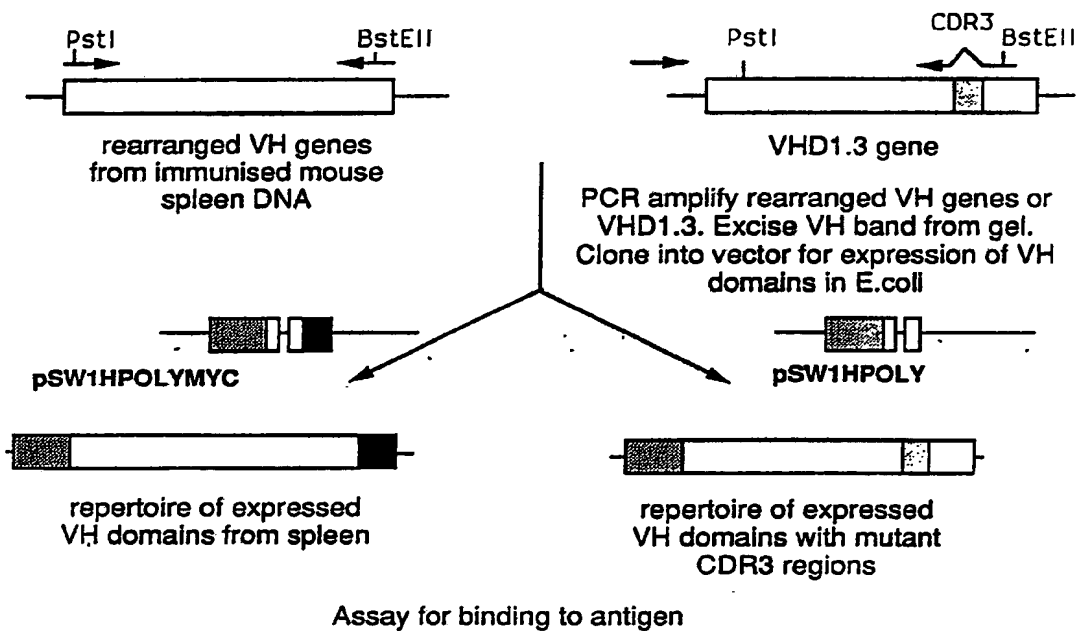 PstI
BstEII
rearranged VH genes
from immunised mouse
spleen DNA
CDR3
PstI
BstEII
VHD1.3 gene
PCR amplify rearranged VH genes or
VHD1.3. Excise VH band from gel.
Clone into vector for expression of VH
domains in E.coli
pSW1HPOLYMYC
pSW1HPOLY
repertoire of expressed
VH domains from spleen
repertoire of expressed
VH domains with mutant
CDR3 regions
Assay for binding to antigen